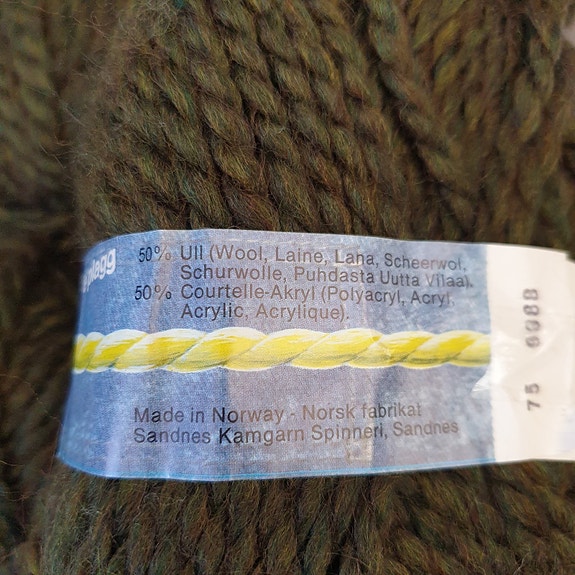 50% Ull (Wool, Laine, Lana, Scheerwol,
Schurwolle, Puhdasta Uutta Villaa).
50% Courtelle-Akryl (Polyacryl, Acryl,
Acrylic, Acrylique).
Made in Norway - Norsk fabrikat
Sandnes Kamgarn Spinneri, Sandnes